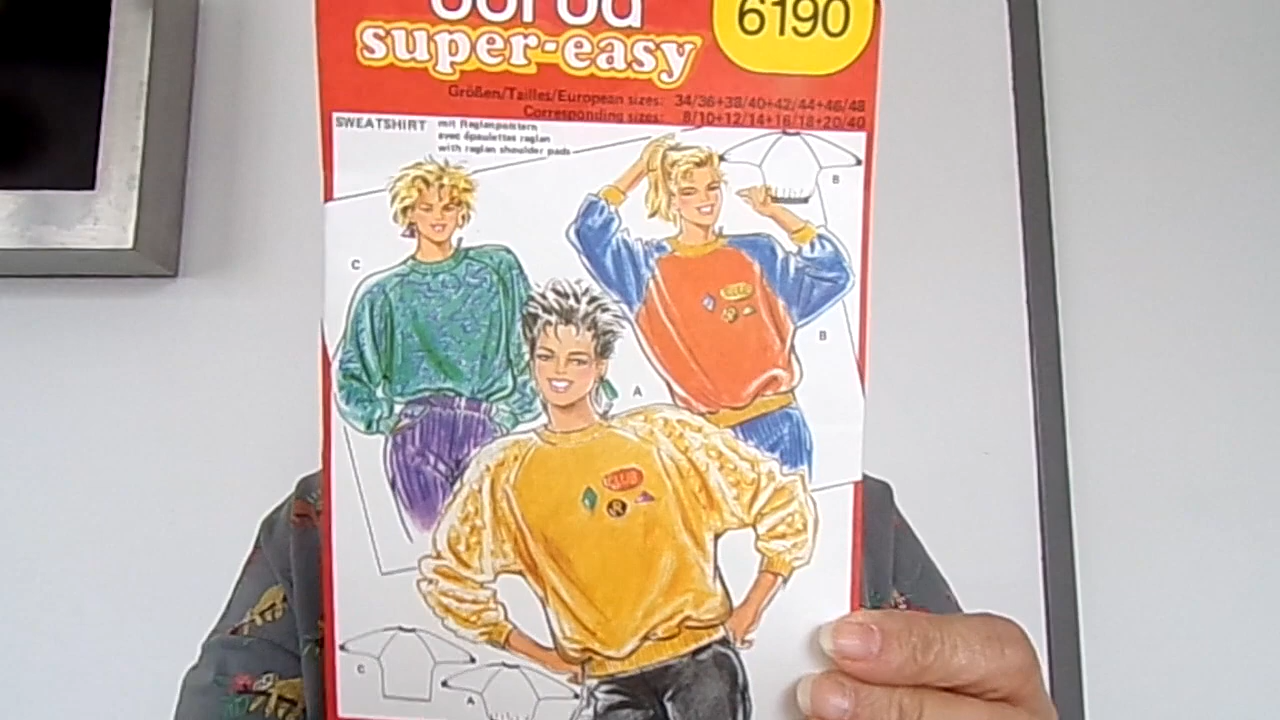 burda
6190
super-easy
Größen/Tailles/European sizes: 34/36+38/40+42/44+46/48
Corresponding sizes: 8/10+12/14+16/18+20/40
SWEATSHIRT mit Raglanpolstern
avec épaulettes raglan
with raglan shoulder pads
B
C
B
A
C
A